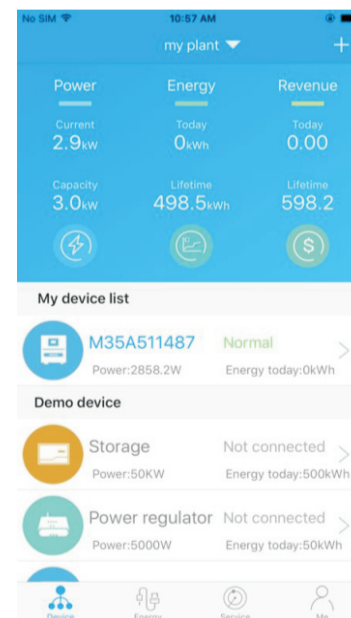 No SIM 10:57 AM
my plant
Power Energy Revenue
Current Today Today
2.9kW 0kWh 0.00
Capacity Lifetime Lifetime
3.0kW 498.5kWh 598.2
$
My device list
M35A511487 Normal
Power:2858.2W Energy today:0kWh
Demo device
Storage Not connected
Power:50KW Energy today:500kWh
Power regulator Not connected
Power:5000W Energy today:50kWh
Device Energy Service Me